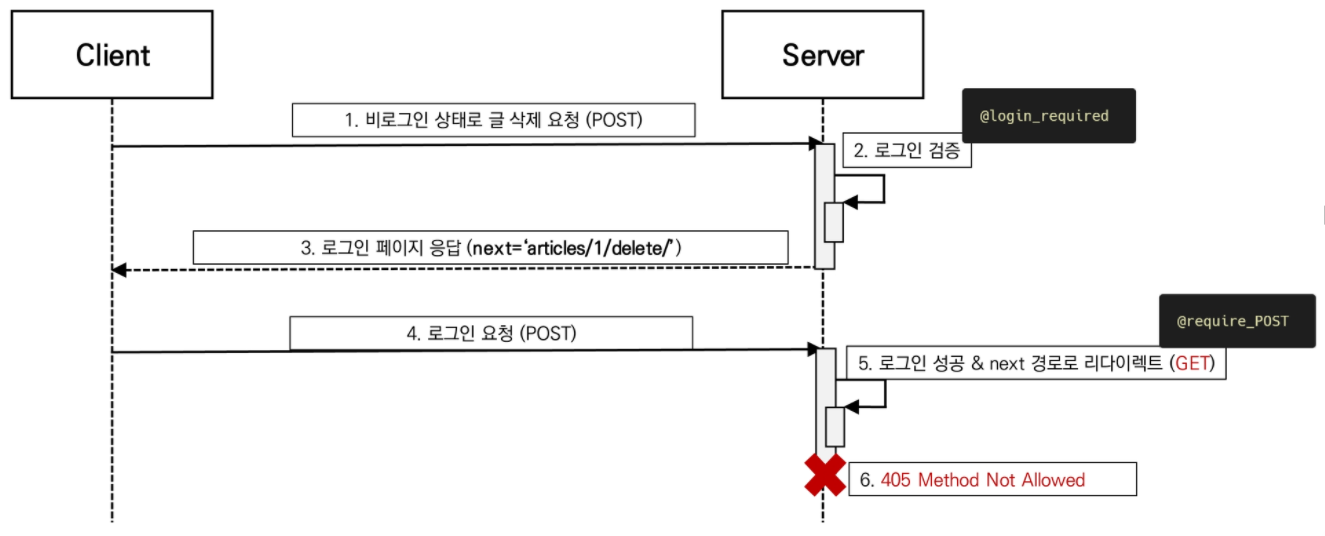 Client
Server
@login_required
1. 비로그인 상태로 글 삭제 요청 (POST)
2. 로그인 검증
3. 로그인 페이지 응답 (next=‘articles/1/delete/’)
@require_POST
4. 로그인 요청 (POST)
5. 로그인 성공 & next 경로로 리다이렉트 (GET)
6. 405 Method Not Allowed